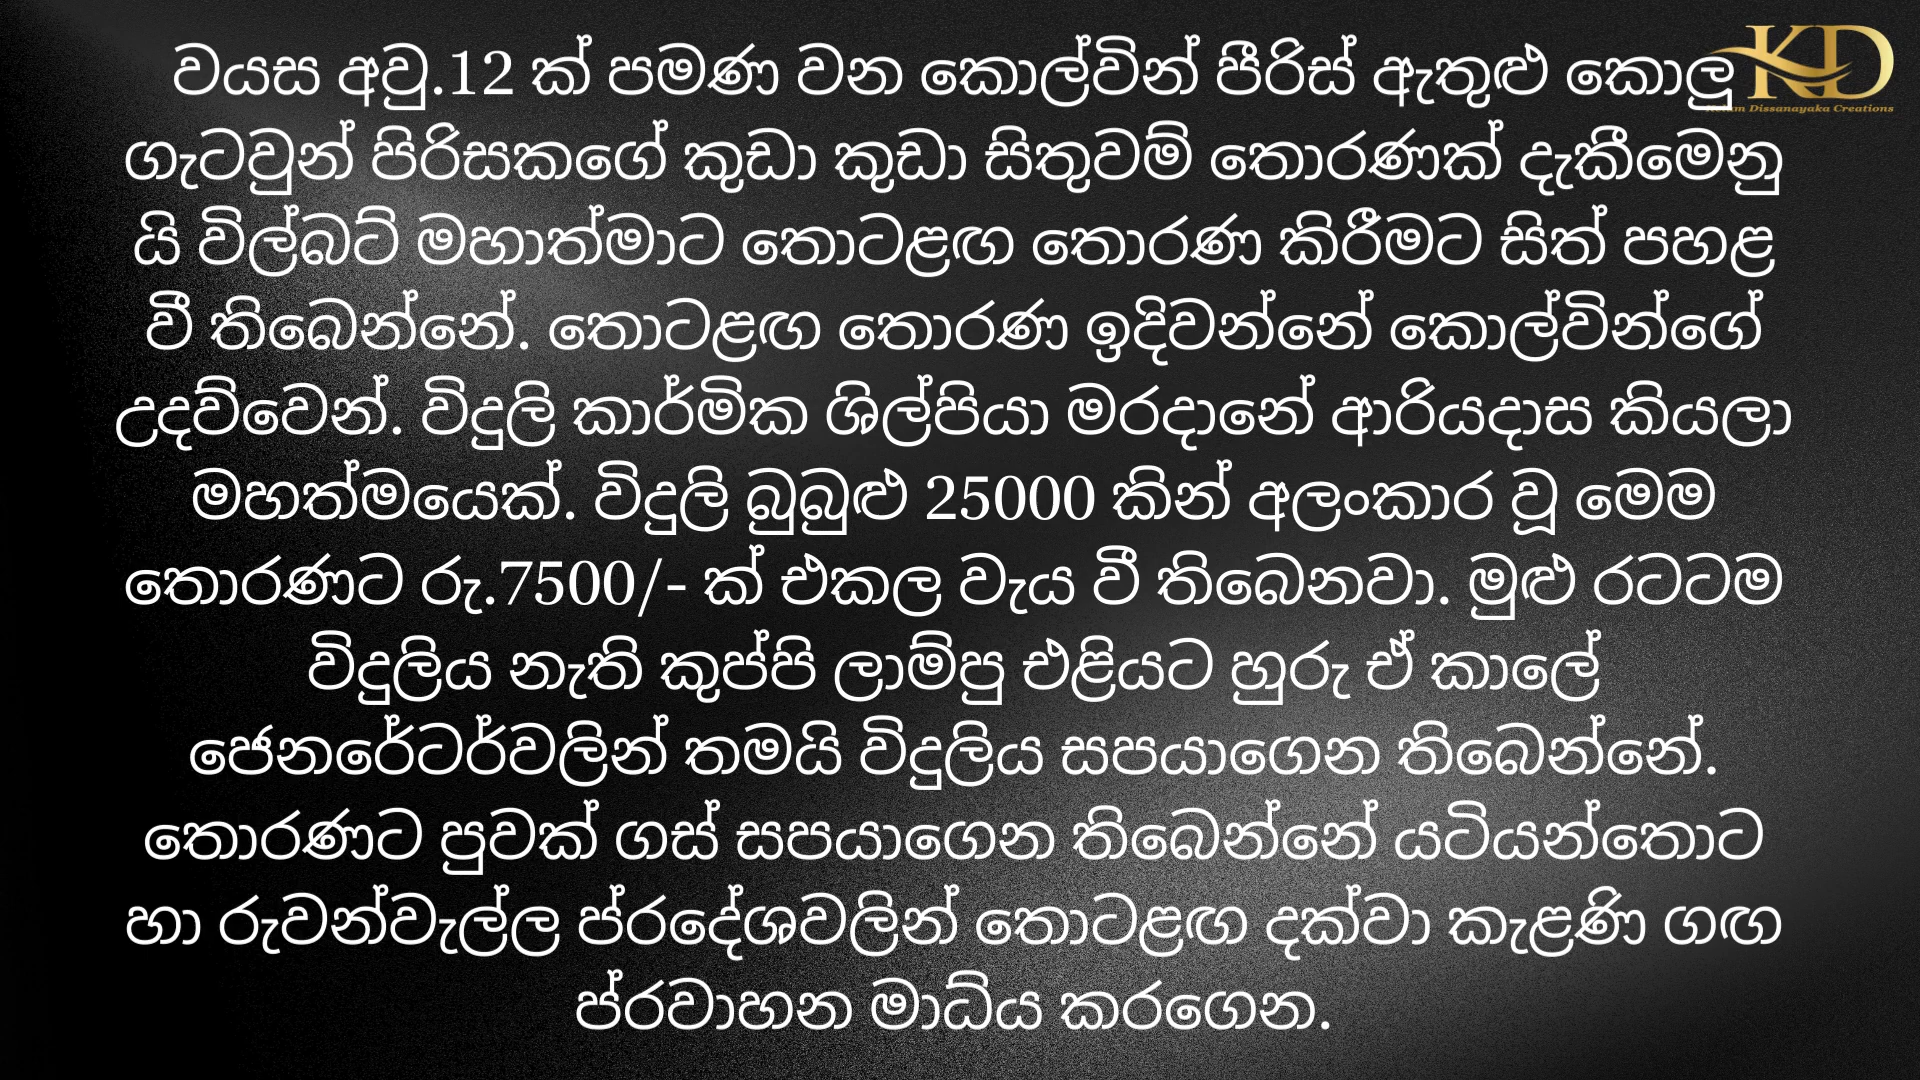 වයස අවු.12 ක් පමණ වන කොල්වින් පීරිස් ඇතුළු කොලු
ගැටවුන් පිරිසකගේ කුඩා කුඩා සිතුවම් තොරණක් දැකීමෙනු
යි විල්බට් මහාත්මාට තොටළඟ තොරණ කිරීමට සිත් පහළ
වී තිබෙන්නේ. තොටළඟ තොරණ ඉදිවන්නේ කොල්වින්ගේ
උදව්වෙන්. විදුලි කාර්මික ශිල්පියා මරදානේ ආරියදාස කියලා
මහත්මයෙක්. විදුලි බුබුළු 25000 කින් අලංකාර වූ මෙම
තොරණට රු.7500/- ක් එකල වැය වී තිබෙනවා. මුළු රටටම
විදුලිය නැති කුප්පි ලාම්පු එළියට හුරු ඒ කාලේ
ජෙනරේටර්වලින් තමයි විදුලිය සපයාගෙන තිබෙන්නේ.
තොරණට පුවක් ගස් සපයාගෙන තිබෙන්නේ යටියන්තොට
හා රුවන්වැල්ල ප්රදේශවලින් තොටළඟ දක්වා කැළණි ගඟ
ප්රවාහන මාධ්ය කරගෙන.
KD
Dissanayaka Creations